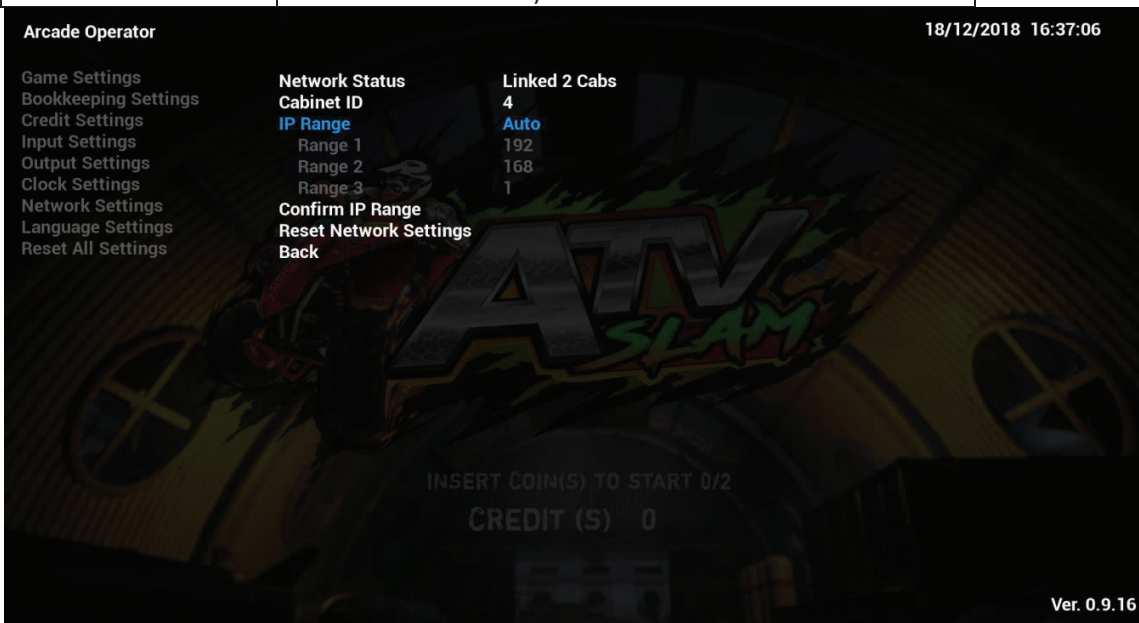 Arcade Operator
18/12/2018 16:37:06
Game Settings
Bookkeeping Settings
Credit Settings
Input Settings
Output Settings
Clock Settings
Network Settings
Language Settings
Reset All Settings
Network Status Linked 2 Cabs
Cabinet ID 4
IP Range Auto
Range 1 192
Range 2 168
Range 3 1
Confirm IP Range
Reset Network Settings
Back
ATV
SLAM
INSERT COIN(S) TO START 0/2
CREDIT (S) 0
Ver. 0.9.16